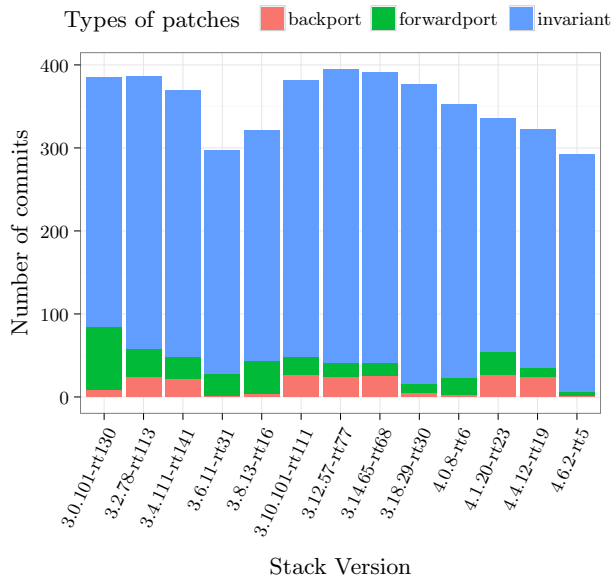 Types of patches backport forwardport invariant
Number of commits
400
300
200
100
0
3.0.101-rt130
3.2.78-rt113
3.4.111-rt141
3.6.11-rt31
3.8.13-rt16
3.10.101-rt111
3.12.57-rt77
3.14.65-rt68
3.18.29-rt30
4.0.8-rt6
4.1.20-rt23
4.4.12-rt19
4.6.2-rt5
Stack Version